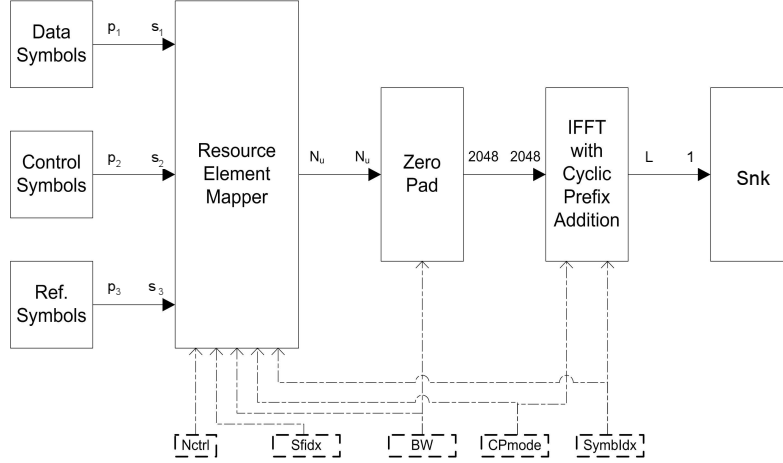 Data
Symbols
p1
s1
Control
Symbols
p2
s2
Ref.
Symbols
p3
s3
Resource
Element
Mapper
Nu
Nu
Zero
Pad
2048
2048
IFFT
with
Cyclic
Prefix
Addition
L
1
Snk
Nctrl
Sfidx
BW
CPmode
SymbIdx